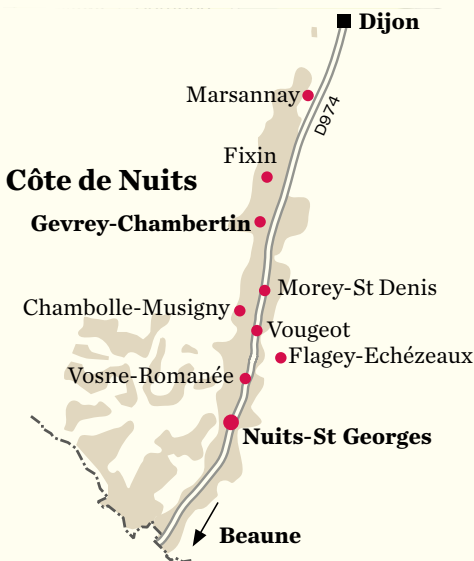 Dijon
Marsannay
D974
Fixin
Côte de Nuits
Gevrey-Chambertin
Morey-St Denis
Chambolle-Musigny
Vougeot
Flagey-Echézeaux
Vosne-Romanée
Nuits-St Georges
Beaune